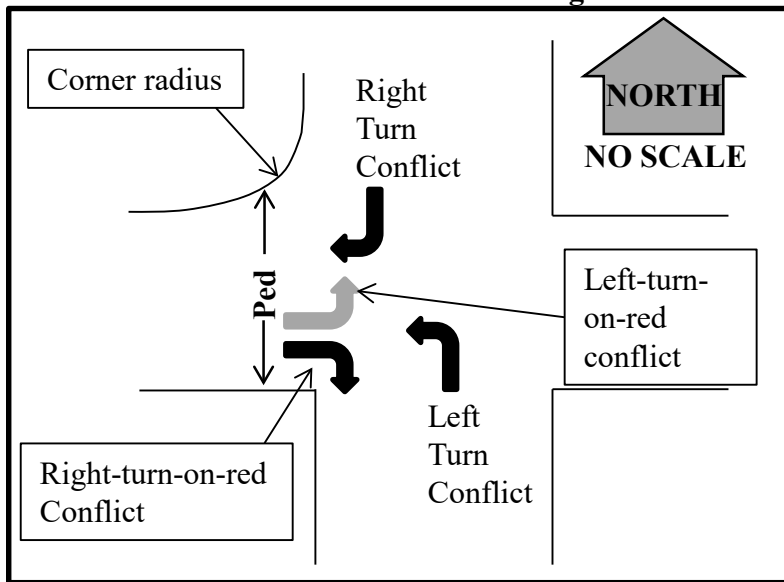 g
Corner radius
Right
Turn
Conflict
NORTH
NO SCALE
Ped
Left-turn-
on-red
conflict
Left
Turn
Conflict
Right-turn-on-red
Conflict